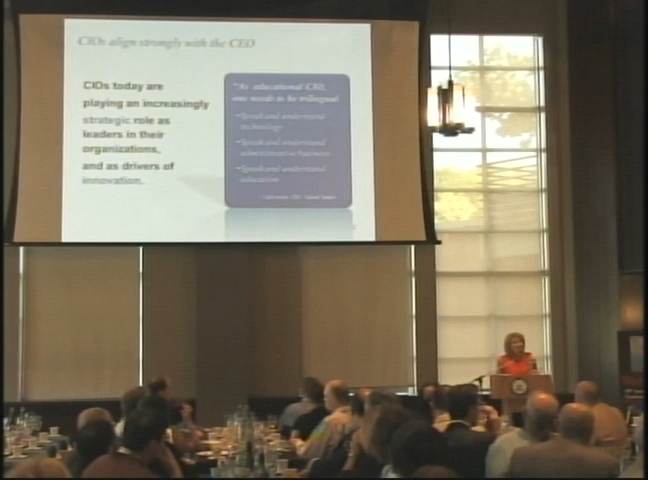 CIOs align strongly with the CEO
CIOs today are
playing an increasingly
strategic role as
leaders in their
organizations,
and as drivers of
innovation.
"As educational CIO,
one needs to be trilingual
Speak and understand
technology
Speak and understand
administrative business
Speak and understand
education